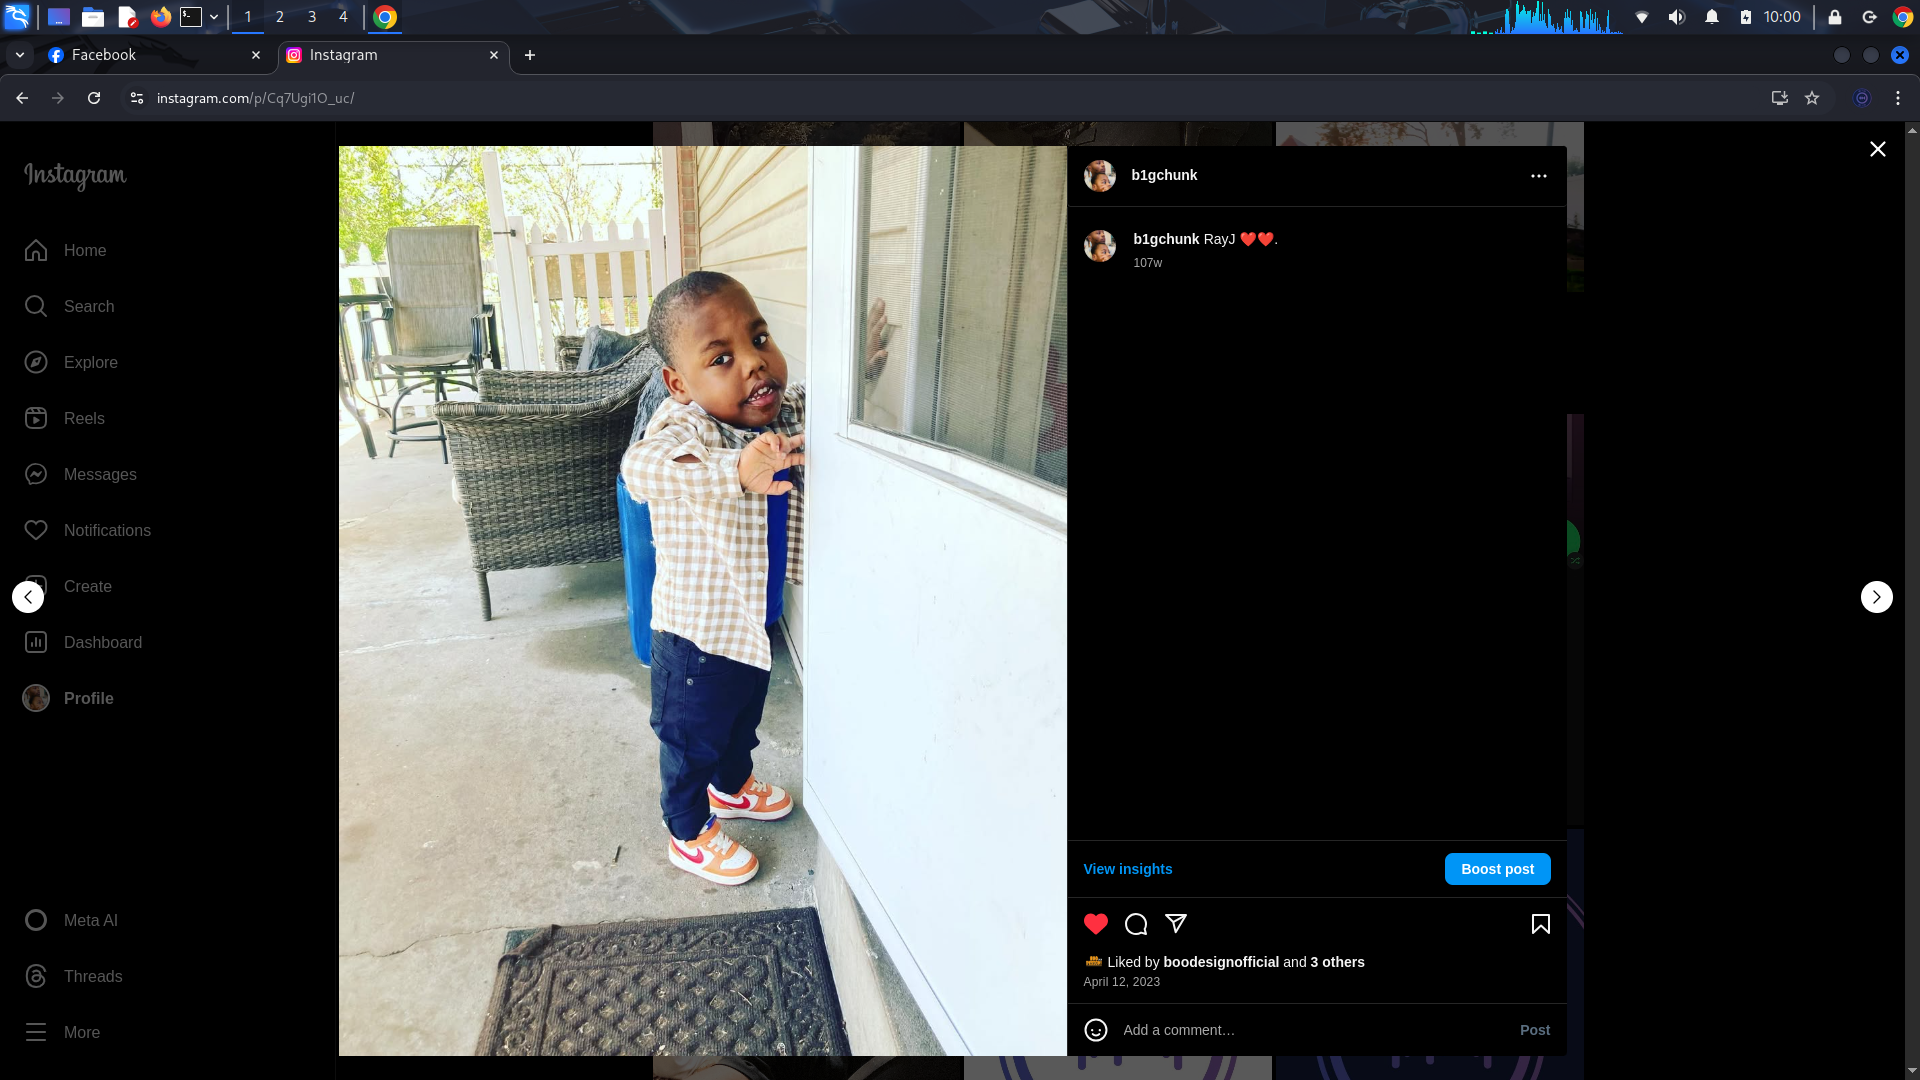 1 2 3 4
10:00
Facebook
Instagram
instagram.com/p/Cq7Ugi1O_uc/
Instagram
Home
Search
Explore
Reels
Messages
Notifications
Create
Dashboard
Profile
Meta AI
Threads
More
b1gchunk
b1gchunk RayJ ❤️❤️.
107w
View insights
Boost post
Liked by boodesignofficial and 3 others
April 12, 2023
Add a comment…
Post